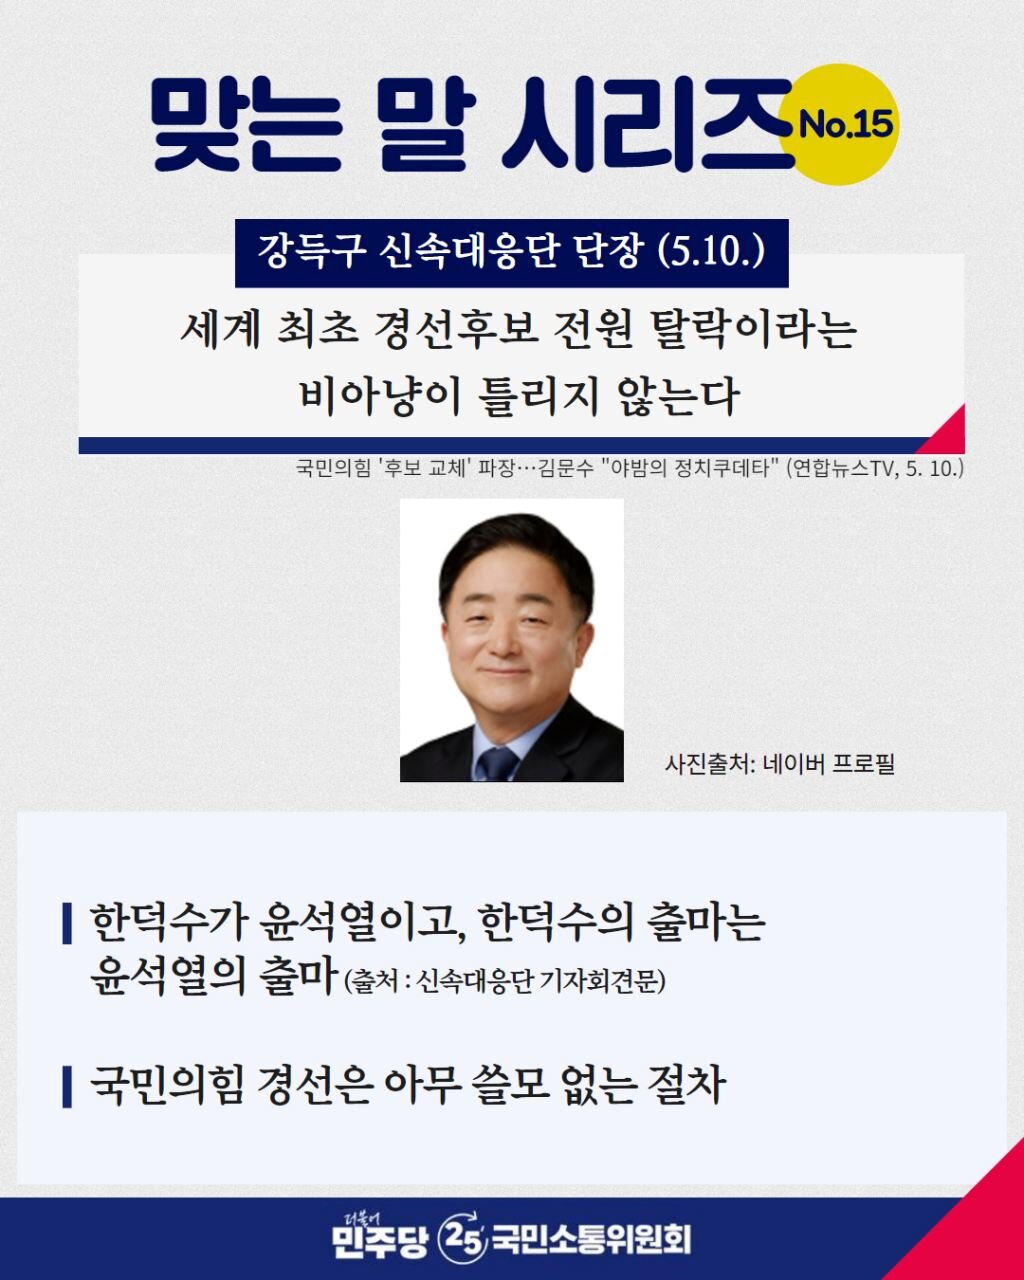 맞는 말 시리즈 No.15
강득구 신속대응단 단장 (5.10.)
세계 최초 경선후보 전원 탈락이라는
비아냥이 틀리지 않는다
국민의힘 '후보 교체' 파장…김문수 "야밤의 정치쿠데타" (연합뉴스TV, 5. 10.)
사진출처: 네이버 프로필
한덕수가 윤석열이고, 한덕수의 출마는
윤석열의 출마 (출처 : 신속대응단 기자회견문)
국민의힘 경선은 아무 쓸모 없는 절차
더불어
민주당 25 국민소통위원회